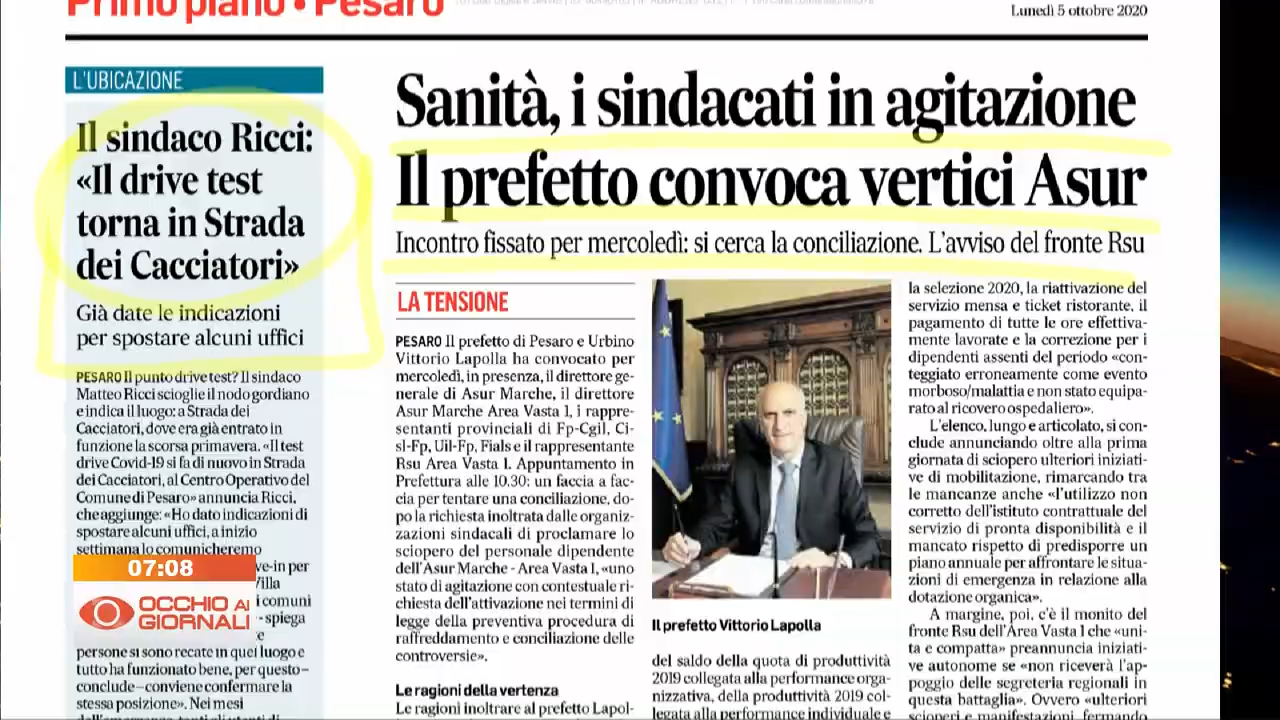 Primo piano • Pesaro
Lunedì 5 ottobre 2020
L'UBICAZIONE
Il sindaco Ricci:
«Il drive test
torna in Strada
dei Cacciatori»
Già date le indicazioni
per spostare alcuni uffici
PESARO Il punto drive test? Il sindaco
Matteo Ricci scioglie il nodo gordiano
e indica il luogo: a Strada dei
Cacciatori, dove era già entrato in
funzione la scorsa primavera. «Il test
drive Covid-19 si fa di nuovo in Strada
dei Cacciatori, al Centro Operativo del
Comune di Pesaro» annuncia Ricci,
che aggiunge: «Ho dato indicazioni di
spostare alcuni uffici, a inizio
settimana lo comunicheremo
ve-in per
Villa
i comuni
- spiega
e
persone si sono recate in quel luogo e
tutto ha funzionato bene, per questo -
conclude - conviene confermare la
stessa posizione». Nei mesi
07:08
OCCHIO AI
GIORNALI
Sanità, i sindacati in agitazione
Il prefetto convoca vertici Asur
Incontro fissato per mercoledì: si cerca la conciliazione. L'avviso del fronte Rsu
LA TENSIONE
PESARO Il prefetto di Pesaro e Urbino
Vittorio Lapolla ha convocato per
mercoledì, in presenza, il direttore ge-
nerale di Asur Marche, il direttore
Asur Marche Area Vasta 1, i rappre-
sentanti provinciali di Fp-Cgil, Ci-
sl-Fp, Uil-Fp, Fials e il rappresentante
Rsu Area Vasta 1. Appuntamento in
Prefettura alle 10.30: un faccia a fac-
cia per tentare una conciliazione, do-
po la richiesta inoltrata dalle organiz-
zazioni sindacali di proclamare lo
sciopero del personale dipendente
dell'Asur Marche - Area Vasta 1, «uno
stato di agitazione con contestuale ri-
chiesta dell'attivazione nei termini di
legge della preventiva procedura di
raffreddamento e conciliazione delle
controversie».
Le ragioni della vertenza
Le ragioni inoltrare al prefetto Lapol-
Il prefetto Vittorio Lapolla
del saldo della quota di produttività
2019 collegata alla performance or-
nizzativa, della produttività 2019 col-
legata alla performance individuale e
la selezione 2020, la riattivazione del
servizio mensa e ticket ristorante, il
pagamento di tutte le ore effettiva-
mente lavorate e la correzione per i
dipendenti assenti del periodo «con-
teggiato erroneamente come evento
morboso/malattia e non stato equipa-
rato al ricovero ospedaliero».
L'elenco, lungo e articolato, si con-
clude annunciando oltre alla prima
giornata di sciopero ulteriori iniziati-
ve di mobilitazione, rimarcando tra
le mancanze anche «l'utilizzo non
corretto dell'istituto contrattuale del
servizio di pronta disponibilità e il
mancato rispetto di predisporre un
piano annuale per affrontare le situa-
zioni di emergenza in relazione alla
dotazione organica».
A margine, poi, c'è il monito del
fronte Rsu dell'Area Vasta 1 che «uni-
ta e compatta» preannuncia iniziati-
ve autonome se «non riceverà l'ap-
poggio delle segreteria regionali in
questa battaglia». Ovvero «ulteriori
scioperi e manifestazioni, fermando